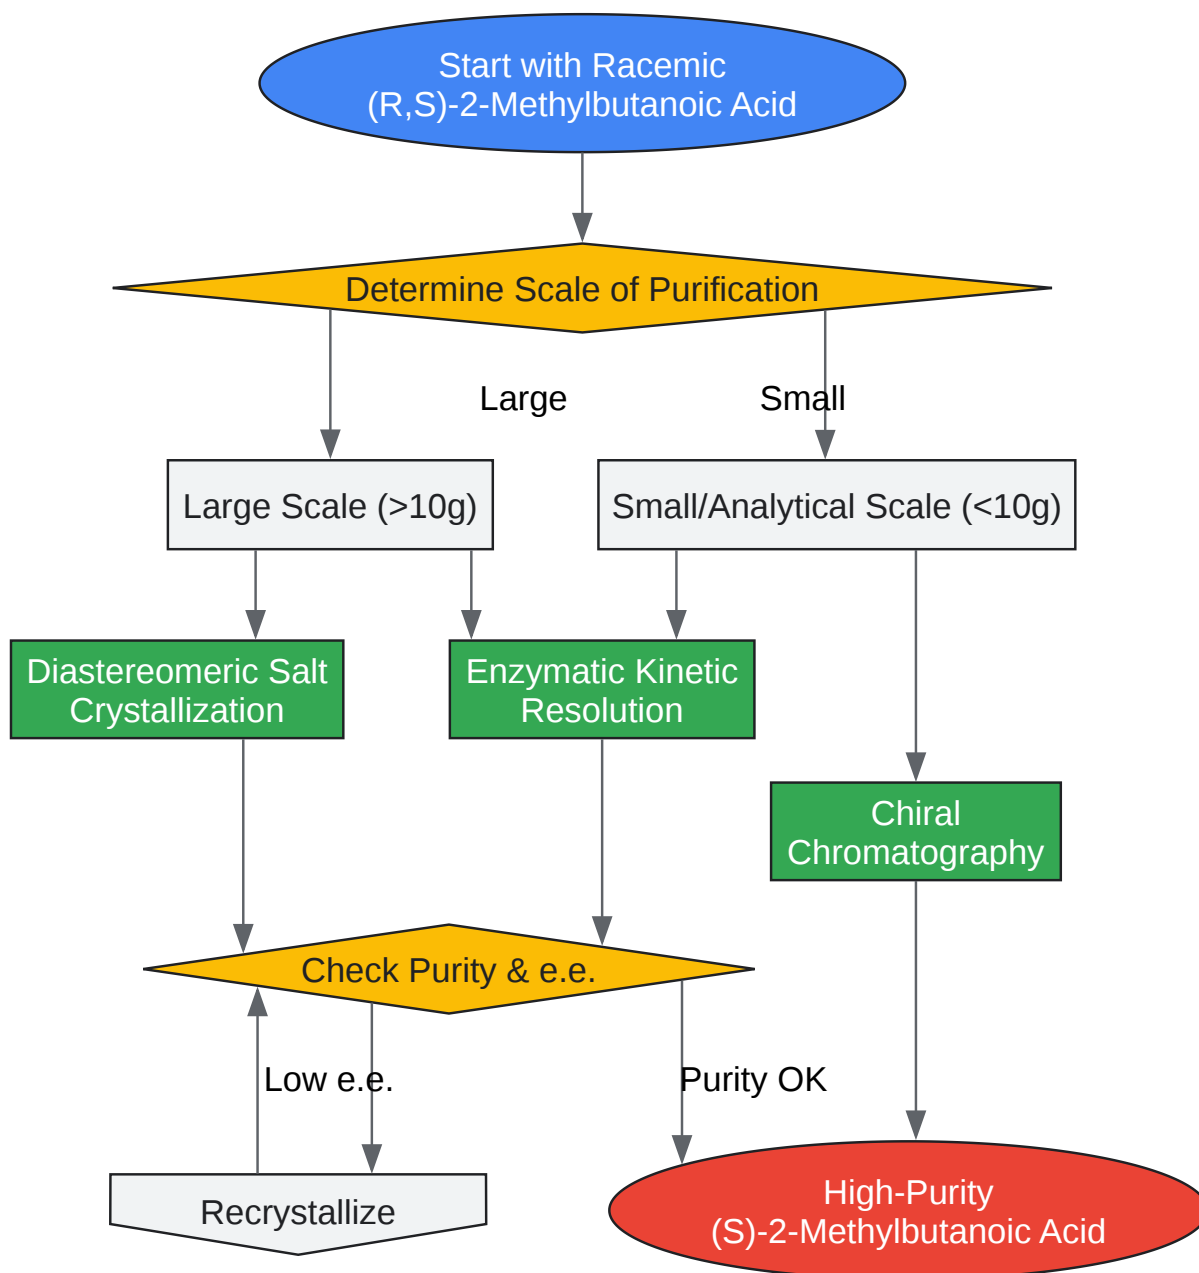 Start with Racemic
(R,S)-2-Methylbutanoic Acid
Determine Scale of Purification
Large
Small
Large Scale (>10g)
Small/Analytical Scale (<10g)
Diastereomeric Salt
Crystallization
Enzymatic Kinetic
Resolution
Chiral
Chromatography
Check Purity & e.e.
Low e.e.
Purity OK
Recrystallize
High-Purity
(S)-2-Methylbutanoic Acid